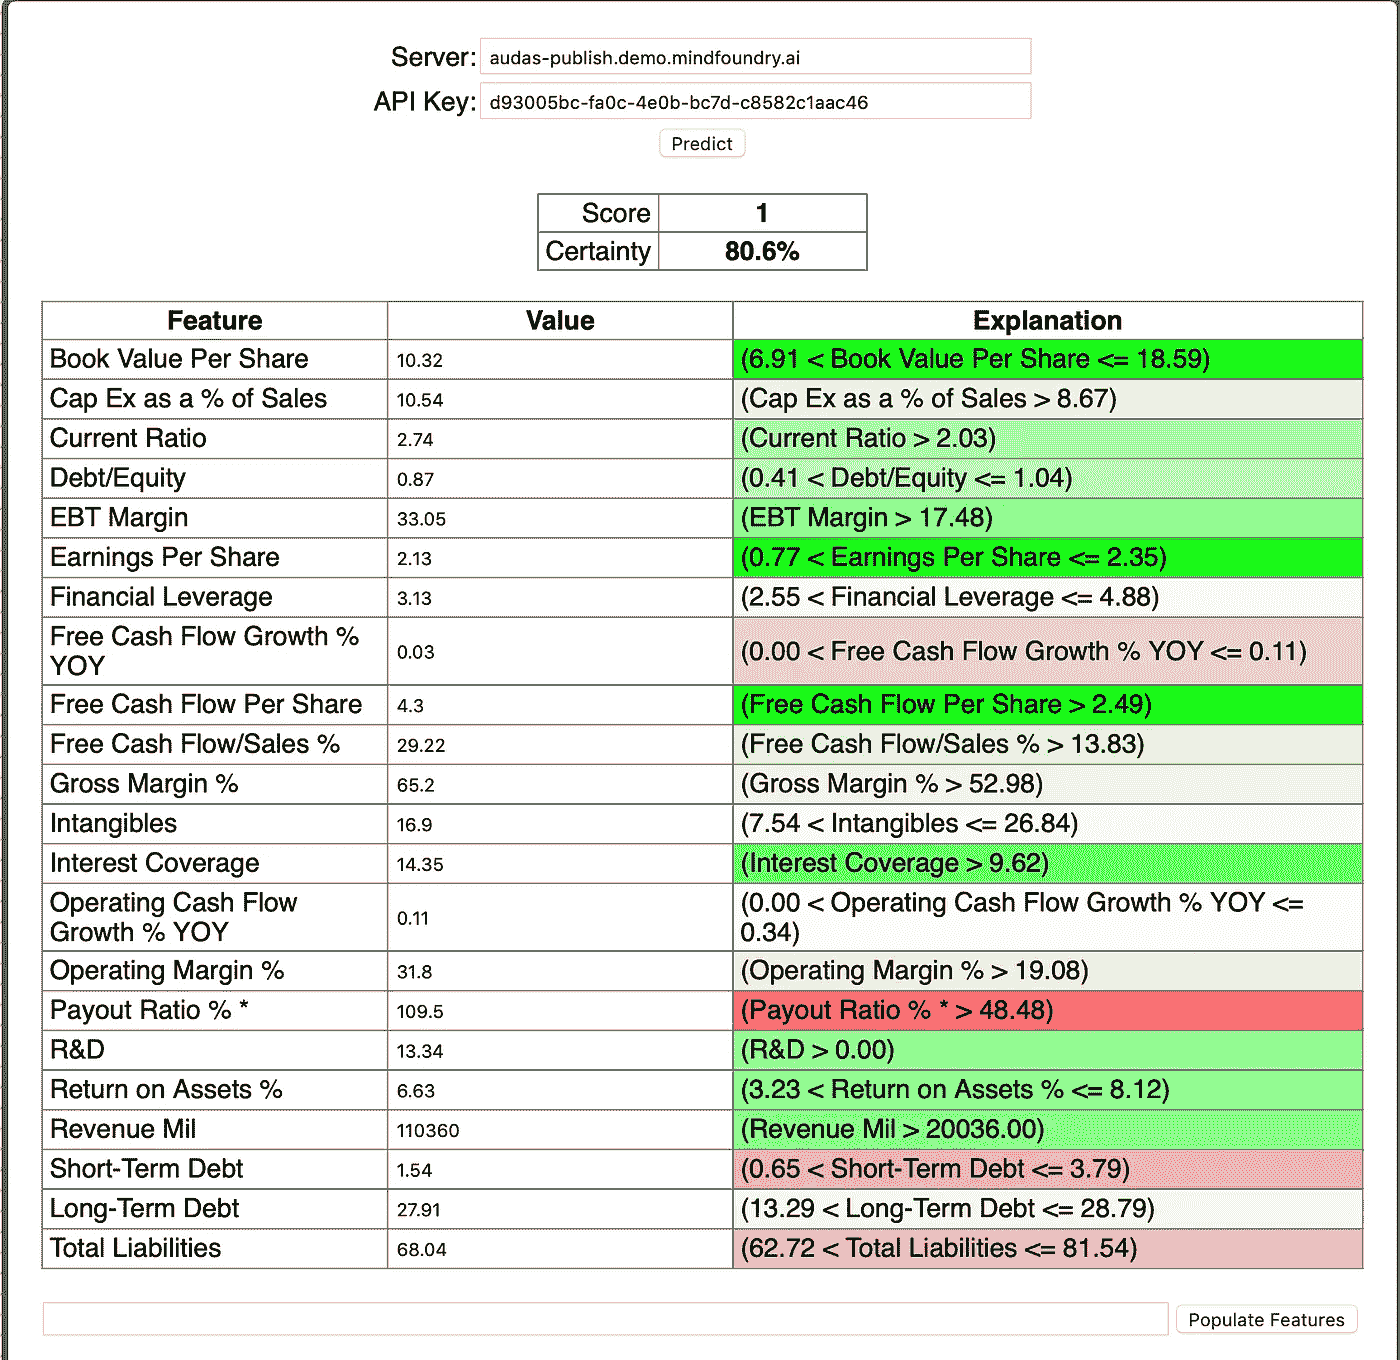 Server: audas-publish.demo.mindfoundry.ai
API Key: d93005bc-fa0c-4e0b-bc7d-c8582c1aac46
Predict
Score 1
Certainty 80.6%
Feature Value Explanation
Book Value Per Share 10.32 (6.91 < Book Value Per Share <= 18.59)
Cap Ex as a % of Sales 10.54 (Cap Ex as a % of Sales > 8.67)
Current Ratio 2.74 (Current Ratio > 2.03)
Debt/Equity 0.87 (0.41 < Debt/Equity <= 1.04)
EBT Margin 33.05 (EBT Margin > 17.48)
Earnings Per Share 2.13 (0.77 < Earnings Per Share <= 2.35)
Financial Leverage 3.13 (2.55 < Financial Leverage <= 4.88)
Free Cash Flow Growth %
YOY 0.03 (0.00 < Free Cash Flow Growth % YOY <= 0.11)
Free Cash Flow Per Share 4.3 (Free Cash Flow Per Share > 2.49)
Free Cash Flow/Sales % 29.22 (Free Cash Flow/Sales % > 13.83)
Gross Margin % 65.2 (Gross Margin % > 52.98)
Intangibles 16.9 (7.54 < Intangibles <= 26.84)
Interest Coverage 14.35 (Interest Coverage > 9.62)
Operating Cash Flow
Growth % YOY 0.11 (0.00 < Operating Cash Flow Growth % YOY <=
0.34)
Operating Margin % 31.8 (Operating Margin % > 19.08)
Payout Ratio % * 109.5 (Payout Ratio % * > 48.48)
R&D 13.34 (R&D > 0.00)
Return on Assets % 6.63 (3.23 < Return on Assets % <= 8.12)
Revenue Mil 110360 (Revenue Mil > 20036.00)
Short-Term Debt 1.54 (0.65 < Short-Term Debt <= 3.79)
Long-Term Debt 27.91 (13.29 < Long-Term Debt <= 28.79)
Total Liabilities 68.04 (62.72 < Total Liabilities <= 81.54)
Populate Features